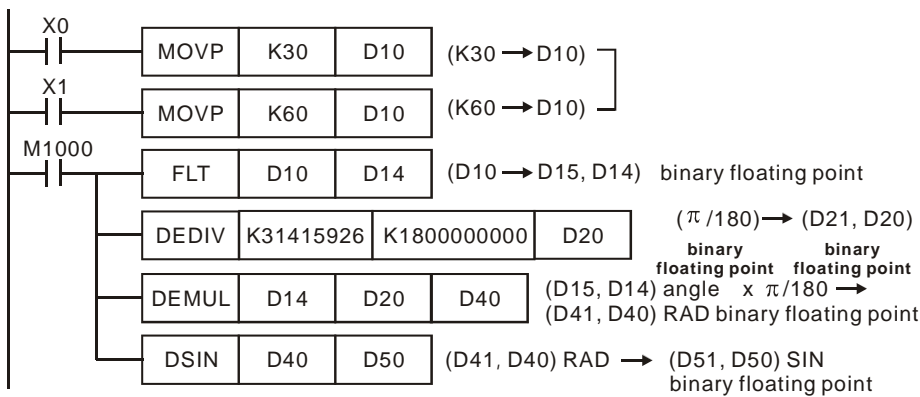 X0
MOVP K30 D10 (K30 → D10)
X1
MOVP K60 D10 (K60 → D10)
M1000
FLT D10 D14 (D10 → D15, D14) binary floating point
DEDIV K31415926 K1800000000 D20 (π /180) → (D21, D20)
binary floating point binary floating point
DEMUL D14 D20 D40 (D15, D14) angle x π /180 →
(D41, D40) RAD binary floating point
DSIN D40 D50 (D41, D40) RAD → (D51, D50) SIN
binary floating point